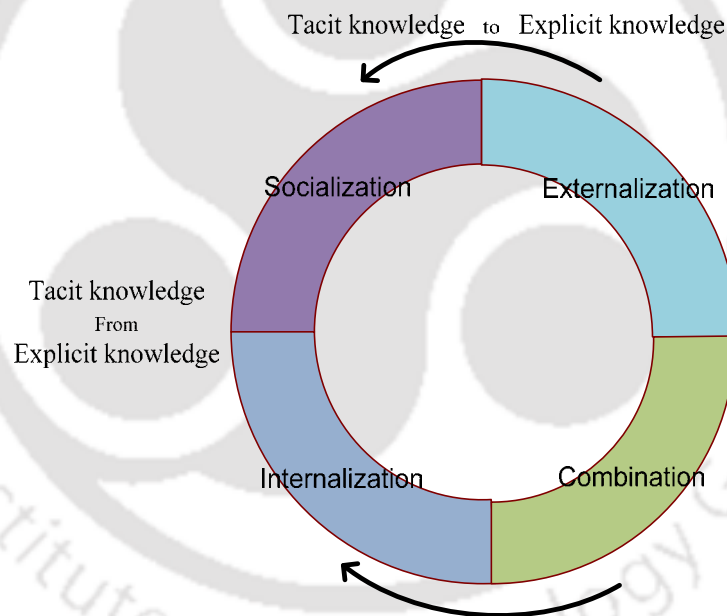 Tacit knowledge to Explicit knowledge
Socialization
Externalization
Tacit knowledge
From
Explicit knowledge
Internalization
Combination